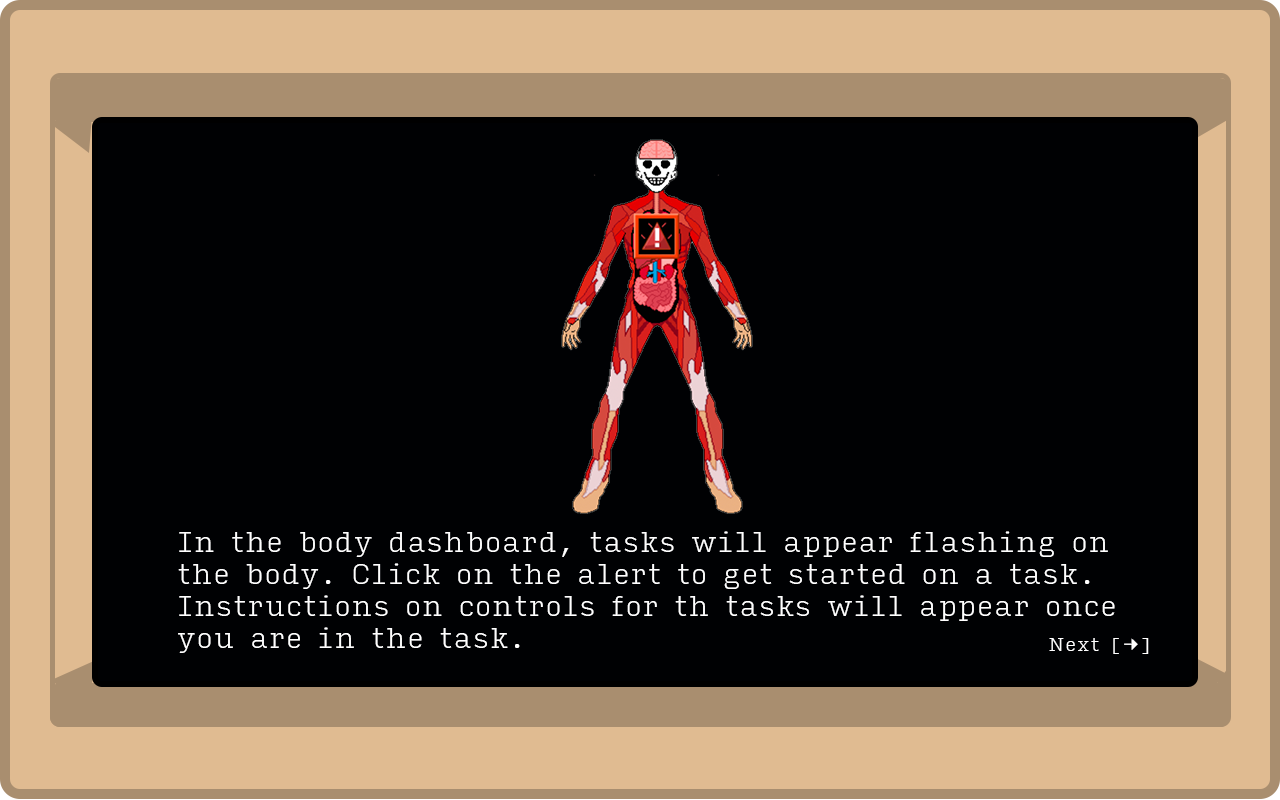 In the body dashboard, tasks will appear flashing on
the body. Click on the alert to get started on a task.
Instructions on controls for th tasks will appear once
you are in the task.
Next [→]